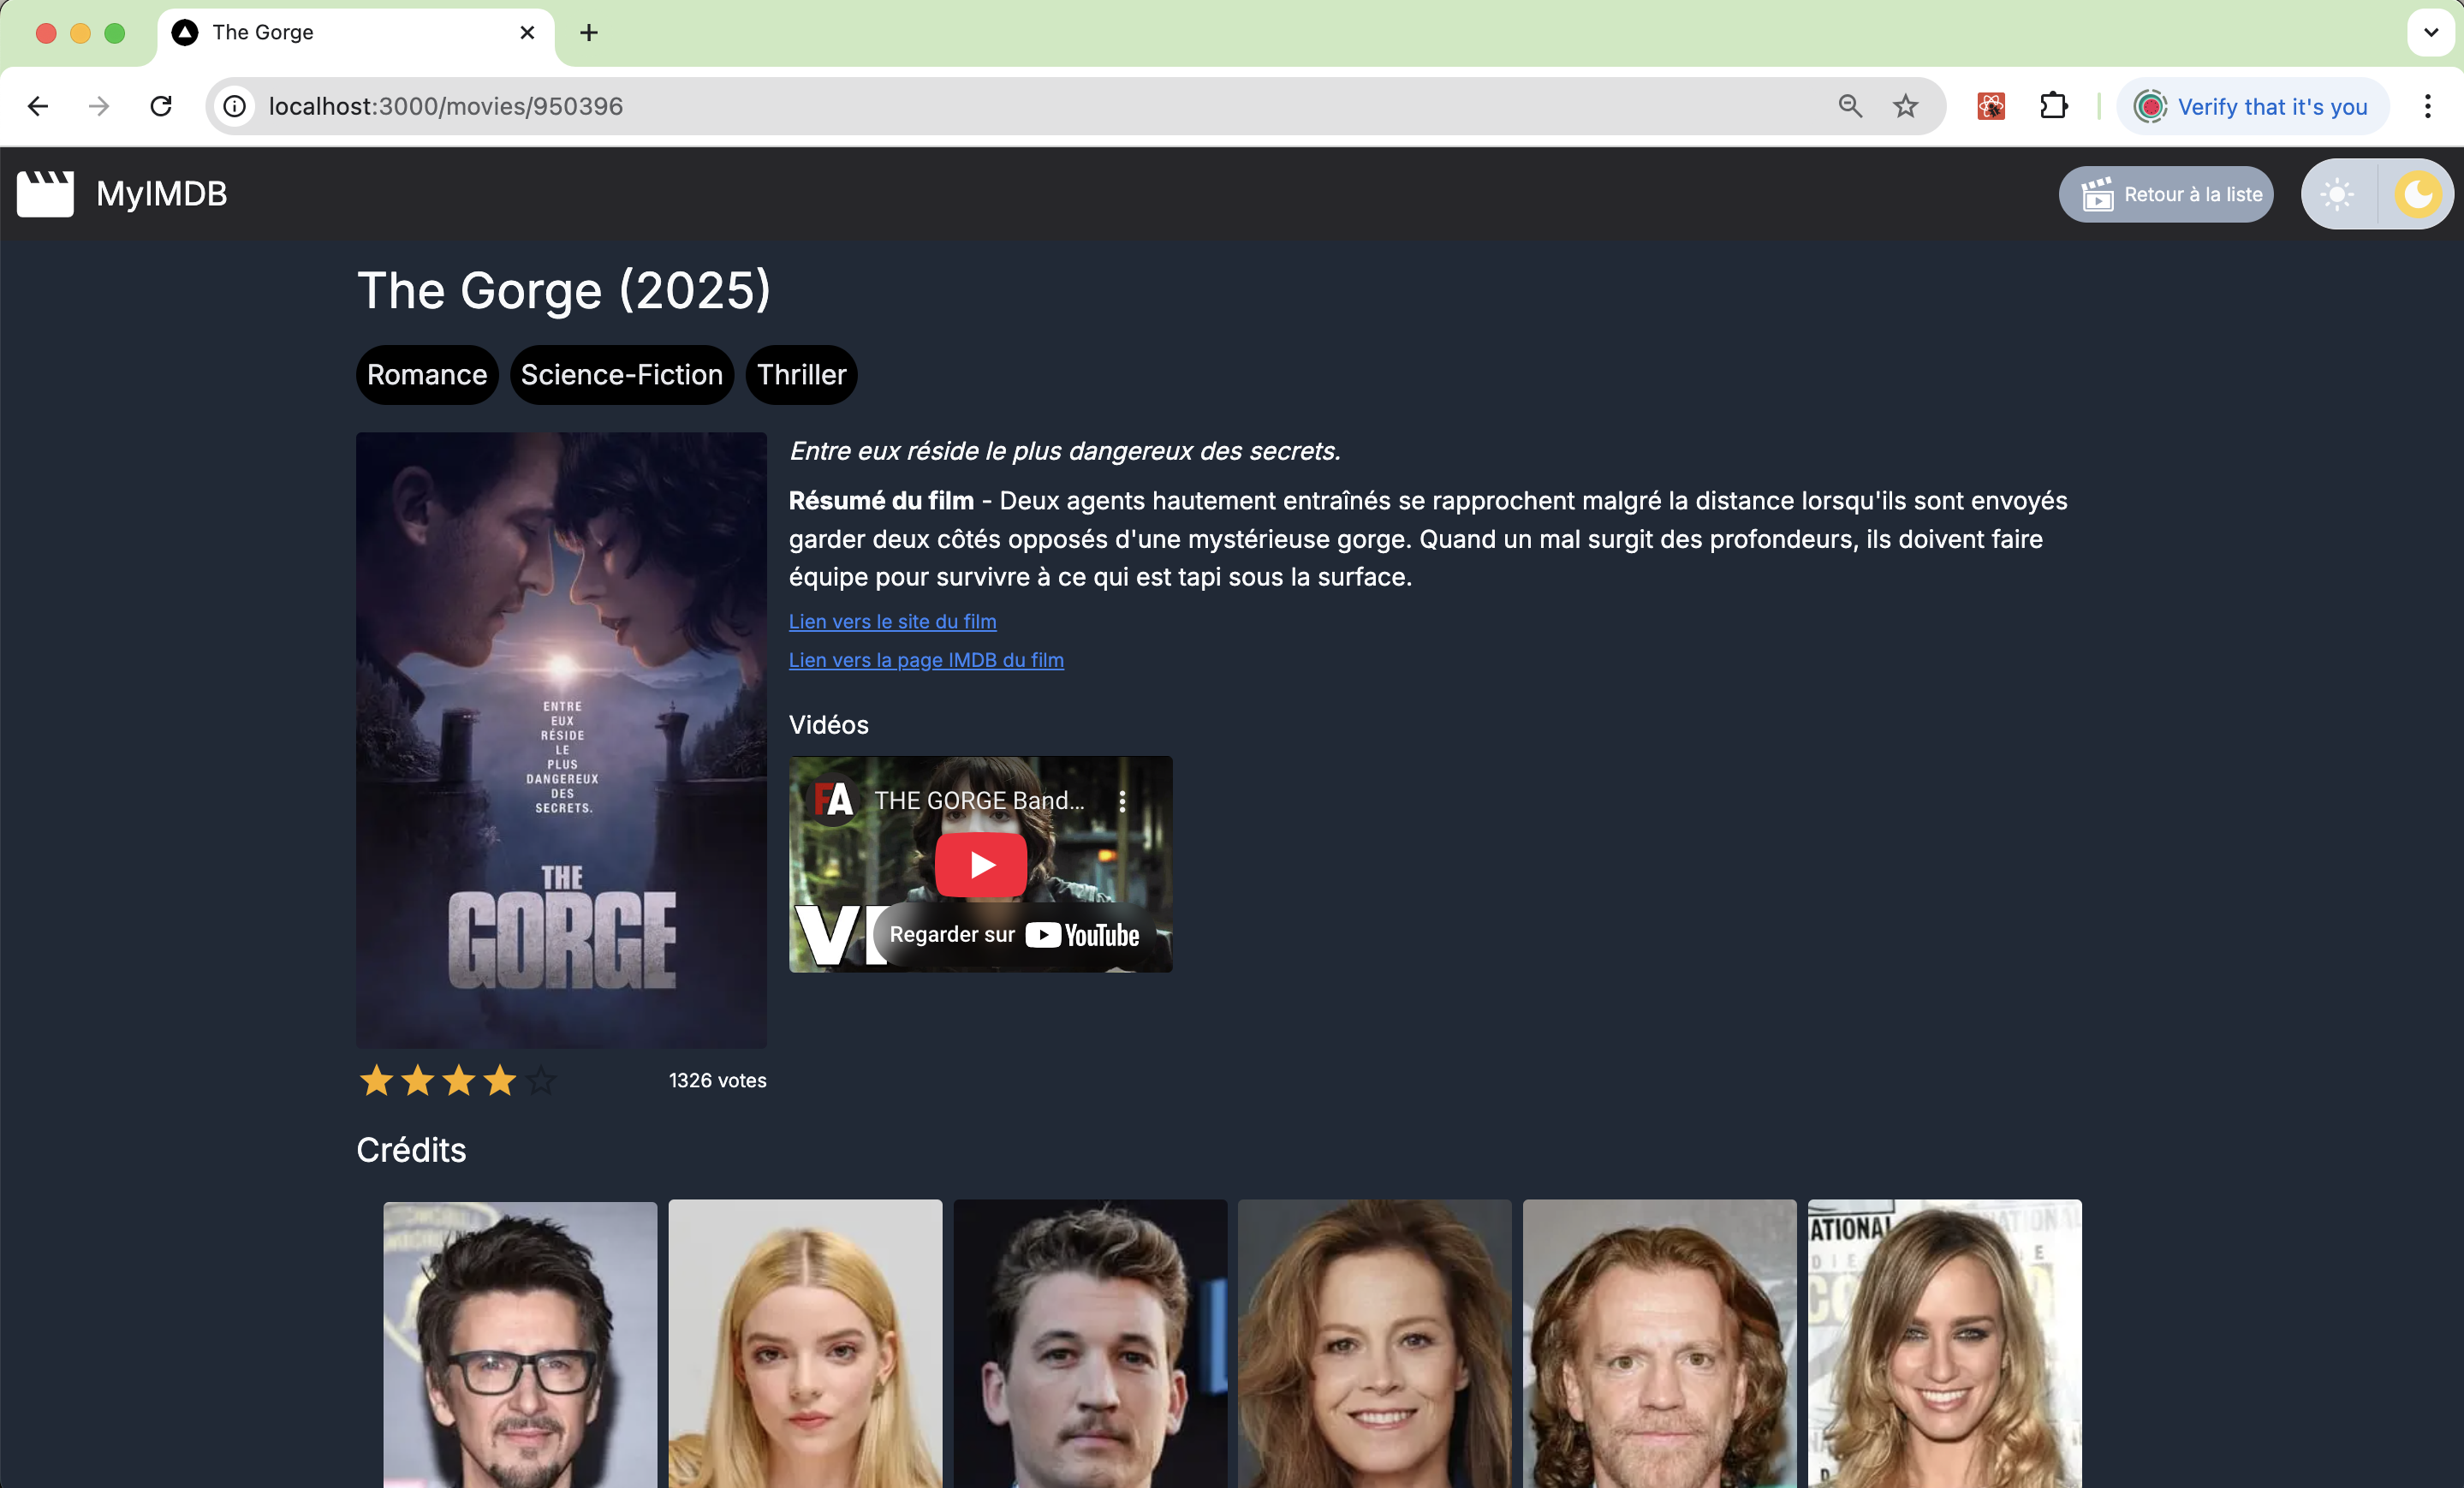 The Gorge
localhost:3000/movies/950396
Verify that it's you
MyIMDB
Retour à la liste
The Gorge (2025)
Romance
Science-Fiction
Thriller
Entre eux réside le plus dangereux des secrets.
Résumé du film - Deux agents hautement entraînés se rapprochent malgré la distance lorsqu'ils sont envoyés
garder deux côtés opposés d'une mystérieuse gorge. Quand un mal surgit des profondeurs, ils doivent faire
équipe pour survivre à ce qui est tapi sous la surface.
Lien vers le site du film
Lien vers la page IMDB du film
ENTRE
EUX
RÉSIDE
LE
PLUS
DANGEREUX
DES
SECRETS.
THE
GORGE
Vidéos
FA
THE GORGE Band...
Regarder sur YouTube
1326 votes
Crédits
ATIONAL